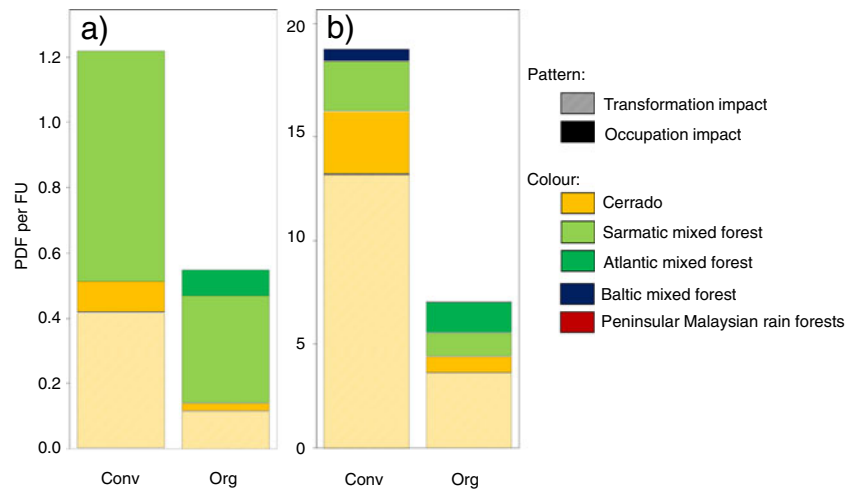 a)
b)
PDF per FU
1.2
1.0
0.8
0.6
0.4
0.2
0.0
Conv
Org
20
15
10
5
0
Conv
Org
Pattern:
Transformation impact
Occupation impact
Colour:
Cerrado
Sarmatic mixed forest
Atlantic mixed forest
Baltic mixed forest
Peninsular Malaysian rain forests